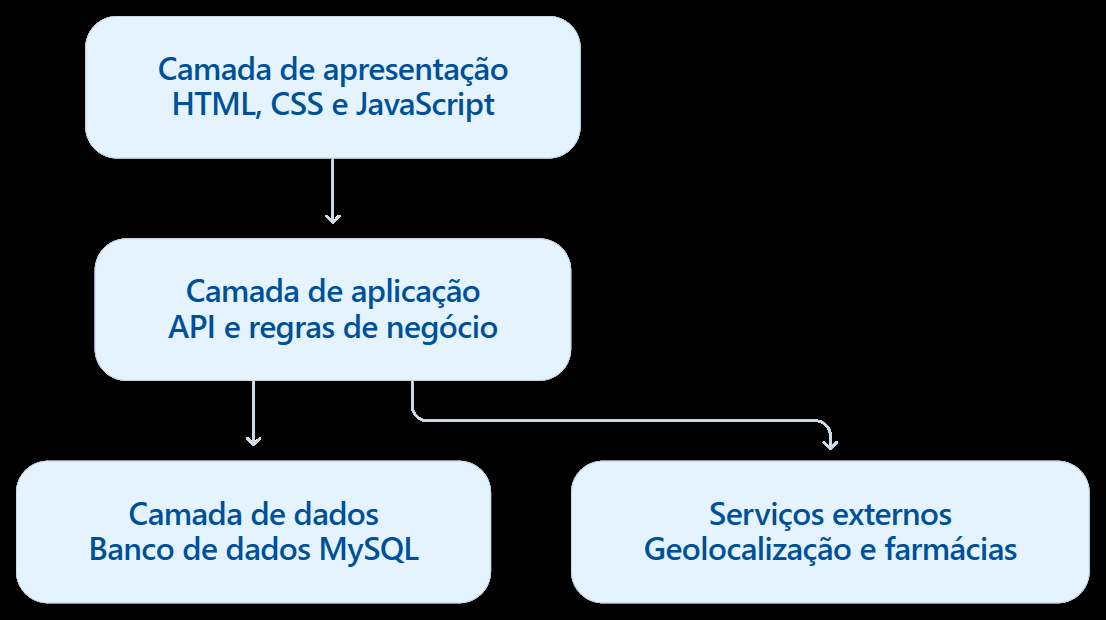 Camada de apresentação
HTML, CSS e JavaScript
Camada de aplicação
API e regras de negócio
Camada de dados
Banco de dados MySQL
Serviços externos
Geolocalização e farmácias